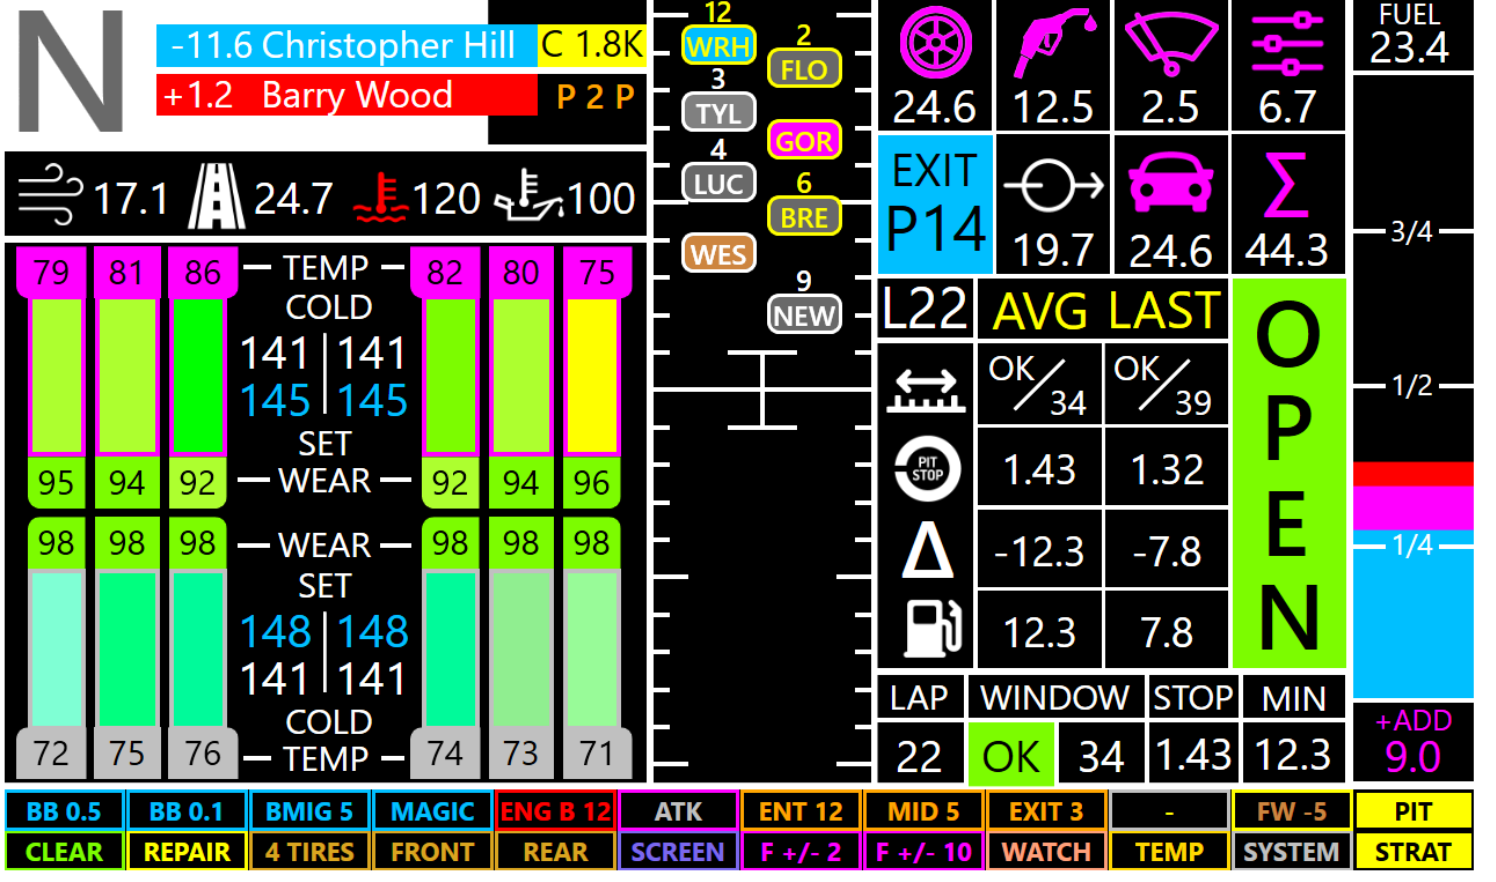 N
-11.6 Christopher Hill C 1.8K
+1.2 Barry Wood P 2 P
17.1 24.7 120 100
79 81 86 TEMP 82 80 75
COLD
141 141
145 145
SET
95 94 92 WEAR 92 94 96
98 98 98 WEAR 98 98 98
SET
148 148
141 141
COLD
72 75 76 TEMP 74 73 71
12
WRH
2
FLO
3
TYL
GOR
4
LUC
6
BRE
WES
9
NEW
24.6 12.5 2.5 6.7
EXIT
P14 19.7 24.6 Σ 44.3
L22 AVG LAST
OK/34 OK/39
PIT STOP 1.43 1.32
Δ -12.3 -7.8
12.3 7.8
OPEN
LAP WINDOW STOP MIN
22 OK 34 1.43 12.3
FUEL
23.4
3/4
1/2
1/4
+ADD
9.0
BB 0.5 BB 0.1 BMIG 5 MAGIC ENG B 12 ATK ENT 12 MID 5 EXIT 3 - FW -5 PIT
CLEAR REPAIR 4 TIRES FRONT REAR SCREEN F +/- 2 F +/- 10 WATCH TEMP SYSTEM STRAT